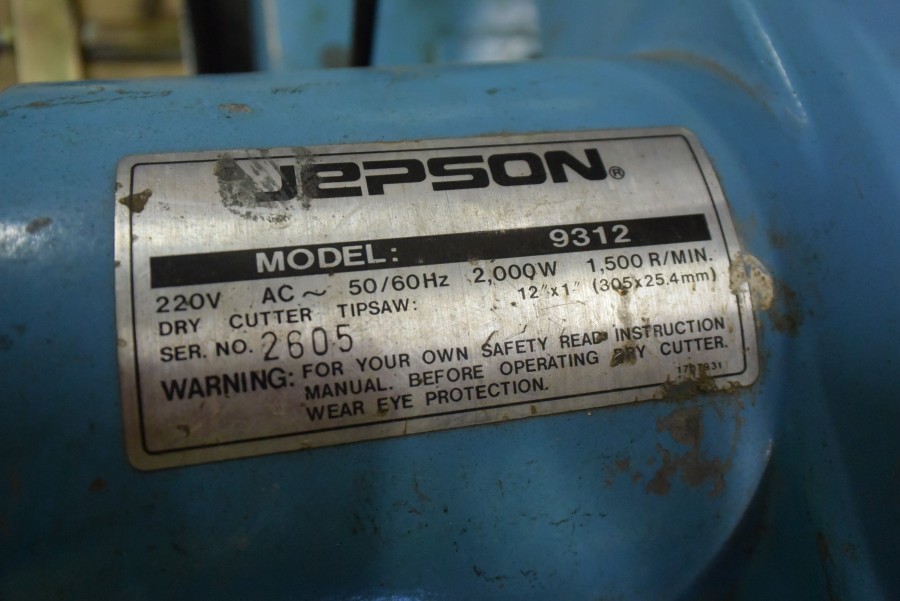 JEPSON®
MODEL: 9312
220V AC ~ 50/60Hz 2,000W 1,500 R/MIN.
DRY CUTTER TIPSAW: 12″x1″ (305x25.4mm)
SER. NO. 2605
WARNING: FOR YOUR OWN SAFETY READ INSTRUCTION
MANUAL. BEFORE OPERATING DRY CUTTER.
WEAR EYE PROTECTION.
1707931